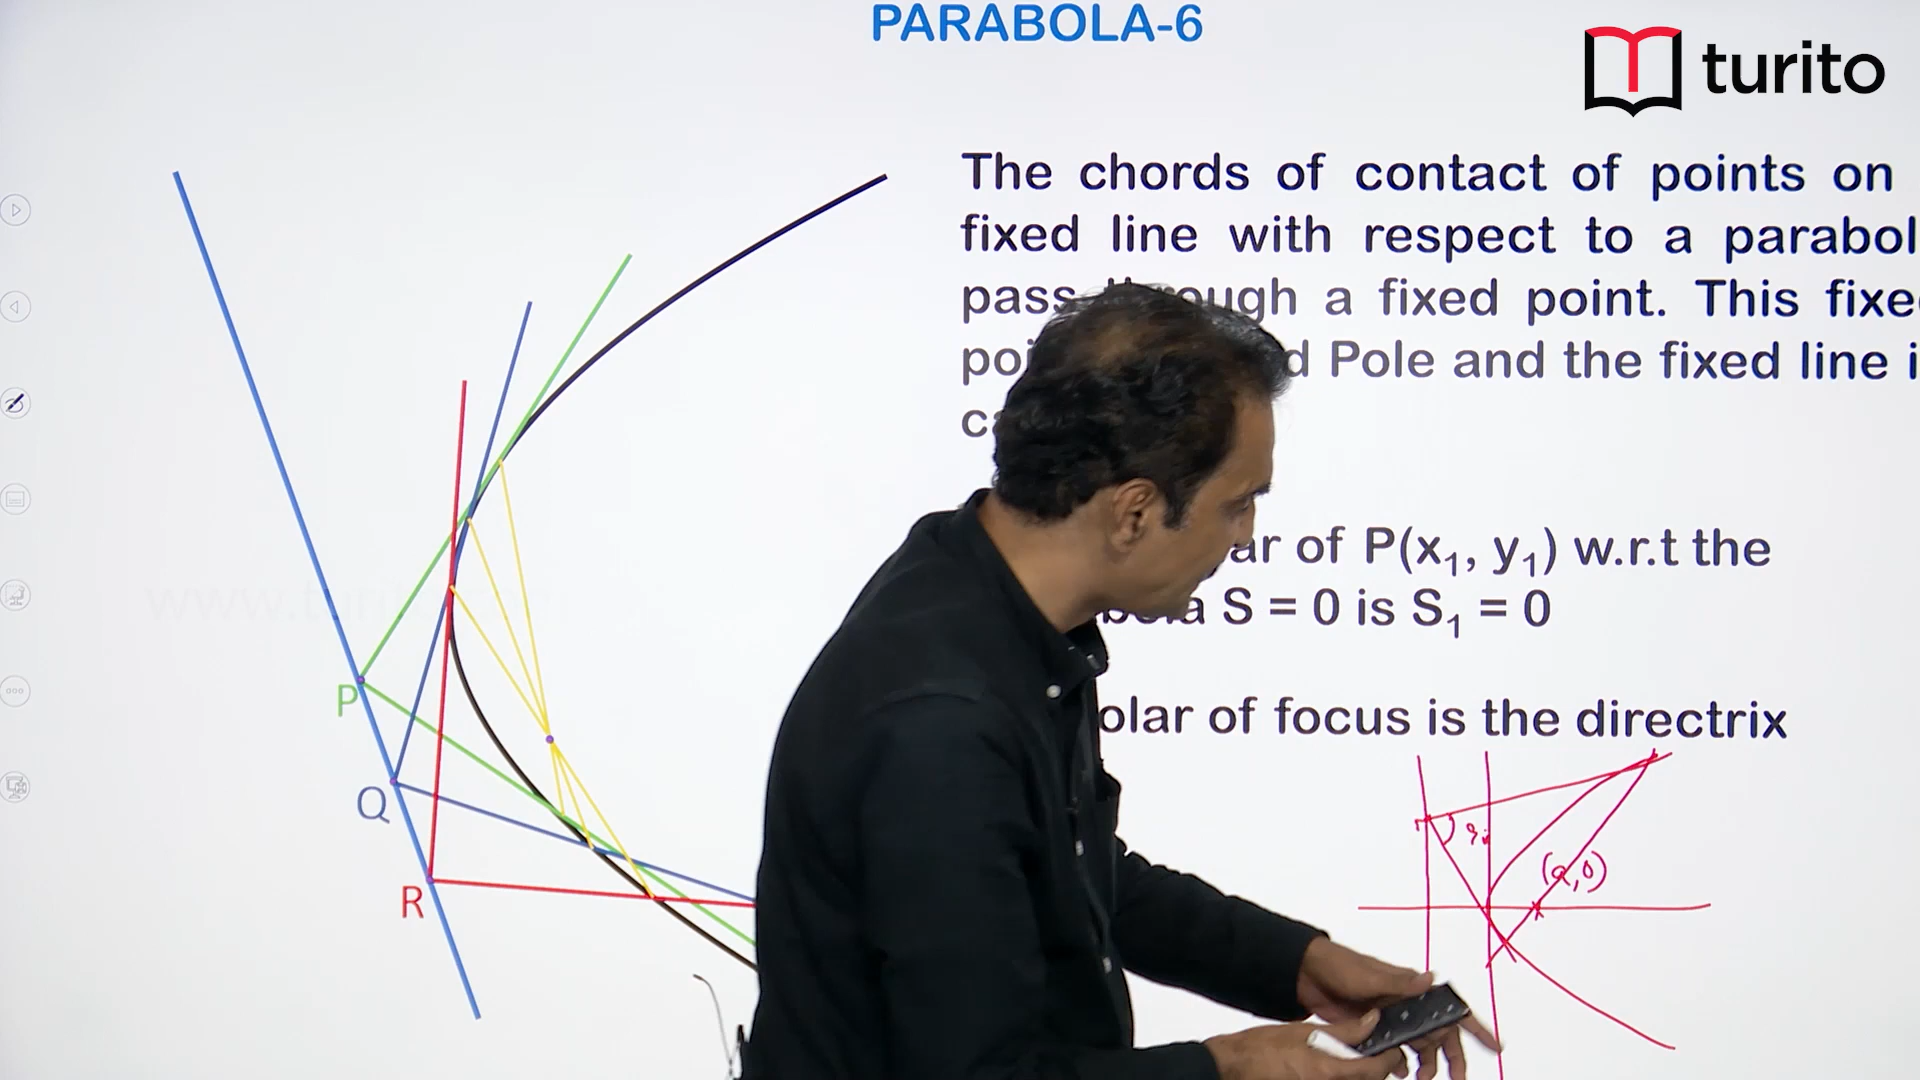 PARABOLA-6
turito
The chords of contact of points on
fixed line with respect to a parabol
pass through a fixed point. This fixe
d Pole and the fixed line i
ar of P(x₁, y₁) w.r.t the
S = 0 is S₁ = 0
olar of focus is the directrix
P
Q
R
(a,0)